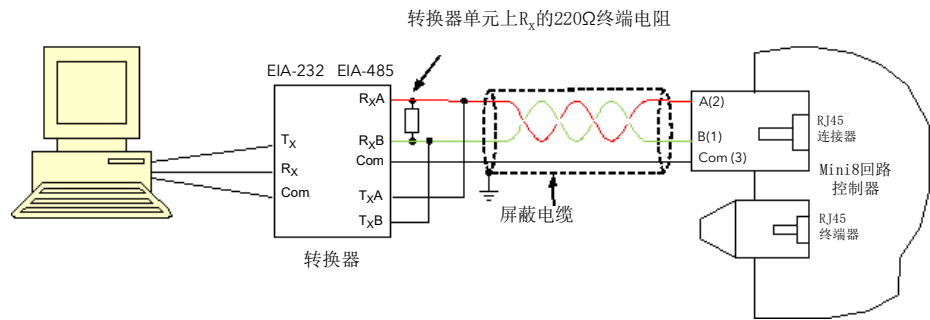 转换器单元上Rx的220Ω终端电阻
EIA-232 EIA-485
RXA
A(2)
RJ45
连接器
TX
RXB
B(1)
RX
Com
Com (3)
Mini8回路
控制器
Com
TXA
屏蔽电缆
RJ45
终端器
TXB
转换器